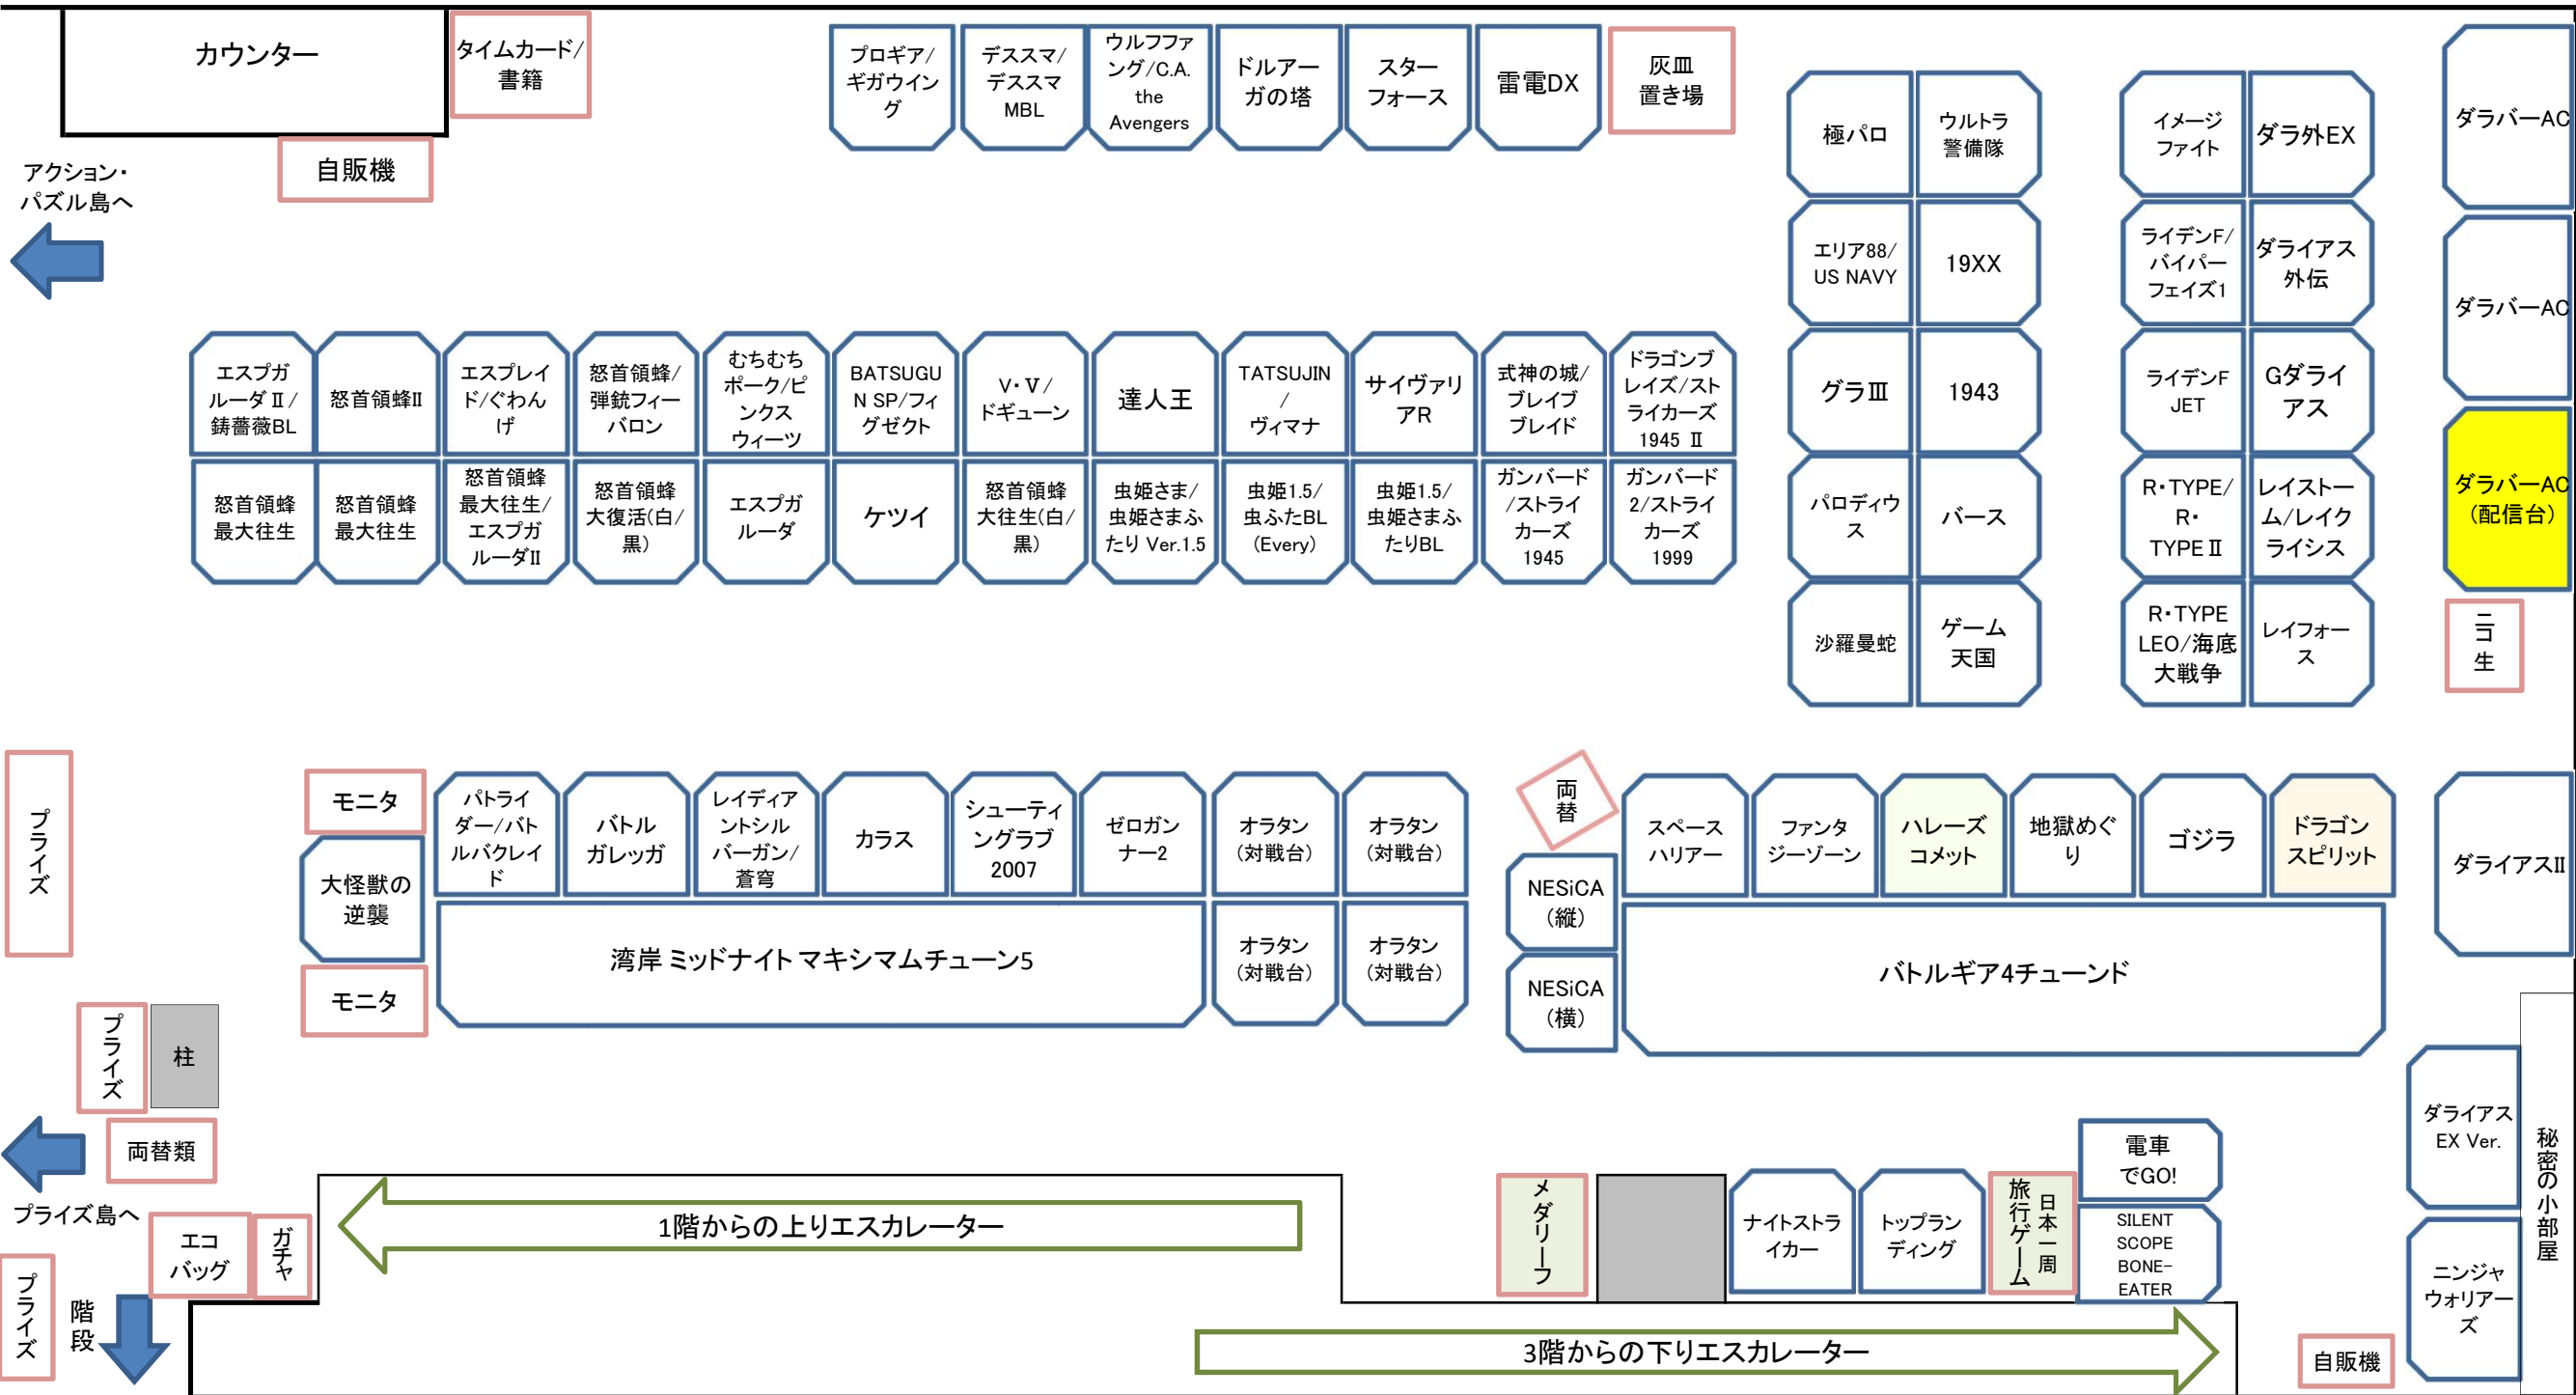 カウンター
タイムカード/
書籍
自販機
アクション・
パズル島へ
プロギア/
ギガウイン
グ
デススマ/
デススマ
MBL
ウルフファ
ング/C.A.
the
Avengers
ドルアー
ガの塔
スター
フォース
雷電DX
灰皿
置き場
極パロ
ウルトラ
警備隊
イメージ
ファイト
ダラ外EX
ダラバーAC
エリア88/
US NAVY
19XX
ライデンF/
バイパー
フェイズ1
ダライアス
外伝
ダラバーAC
グラⅢ
1943
ライデンF
JET
Gダライ
アス
ダラバーAC
(配信台)
パロディウ
ス
バース
R・TYPE/
R・
TYPEⅡ
レイストー
ム/レイク
ライシス
沙羅曼蛇
ゲーム
天国
R・TYPE
LEO/海底
大戦争
レイフォー
ス
ニコ生
エスプガ
ルーダⅡ/
鋳薔薇BL
怒首領蜂II
エスプレイ
ド/ぐわん
げ
怒首領蜂/
弾銃フィー
バロン
むちむち
ポーク/ピ
ンクス
ウィーツ
BATSUGU
N SP/フィ
グゼクト
V・V/
ドギューン
達人王
TATSUJIN
/
ヴィマナ
サイヴァリ
アR
式神の城/
ブレイブ
ブレイド
ドラゴンブ
レイズ/スト
ライカーズ
1945 Ⅱ
怒首領蜂
最大往生
怒首領蜂
最大往生
怒首領蜂
最大往生/
エスプガ
ルーダII
怒首領蜂
大復活(白/
黒)
エスプガ
ルーダ
ケツイ
怒首領蜂
大往生(白/
黒)
虫姫さま/
虫姫さまふ
たり Ver.1.5
虫姫1.5/
虫ふたBL
(Every)
虫姫1.5/
虫姫さまふ
たりBL
ガンバード
/ストライ
カーズ
1945
ガンバード
2/ストライ
カーズ
1999
プライズ
モニタ
大怪獣の
逆襲
モニタ
パトライ
ダー/バト
ルバクレイ
ド
バトル
ガレッガ
レイディア
ントシル
バーガン/
蒼穹
カラス
シューティ
ングラブ
2007
ゼロガン
ナー2
オラタン
(対戦台)
オラタン
(対戦台)
湾岸 ミッドナイト マキシマムチューン5
オラタン
(対戦台)
オラタン
(対戦台)
両替
NESiCA
(縦)
NESiCA
(横)
スペース
ハリアー
ファンタ
ジーゾーン
ハレーズ
コメット
地獄めぐ
り
ゴジラ
ドラゴン
スピリット
バトルギア4チューンド
ダライアスII
プライズ
柱
両替類
プライズ島へ
エコ
バッグ
ガチャ
プライズ
階段
1階からの上りエスカレーター
メダリーフ
ナイトストラ
イカー
トップラン
ディング
日本一周
旅行ゲーム
電車
でGO!
SILENT
SCOPE
BONE-
EATER
3階からの下りエスカレーター
ダライアス
EX Ver.
秘密の小部屋
ニンジャ
ウォリアー
ズ
自販機